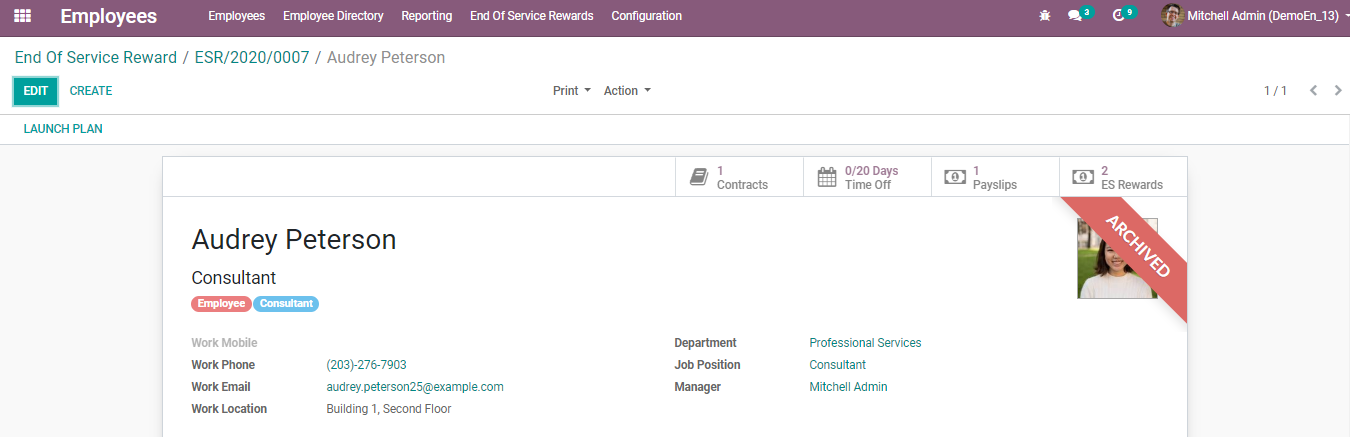 Employees Employees Employee Directory Reporting End Of Service Rewards Configuration 3 9 Mitchell Admin (DemoEn_13)
End Of Service Reward / ESR/2020/0007 / Audrey Peterson
EDIT CREATE Print Action 1 / 1
LAUNCH PLAN
1 0/20 Days 1 2
Contracts Time Off Payslips ES Rewards
ARCHIVED
Audrey Peterson
Consultant
Employee Consultant
Work Mobile Department Professional Services
Work Phone (203)-276-7903 Job Position Consultant
Work Email audrey.peterson25@example.com Manager Mitchell Admin
Work Location Building 1, Second Floor